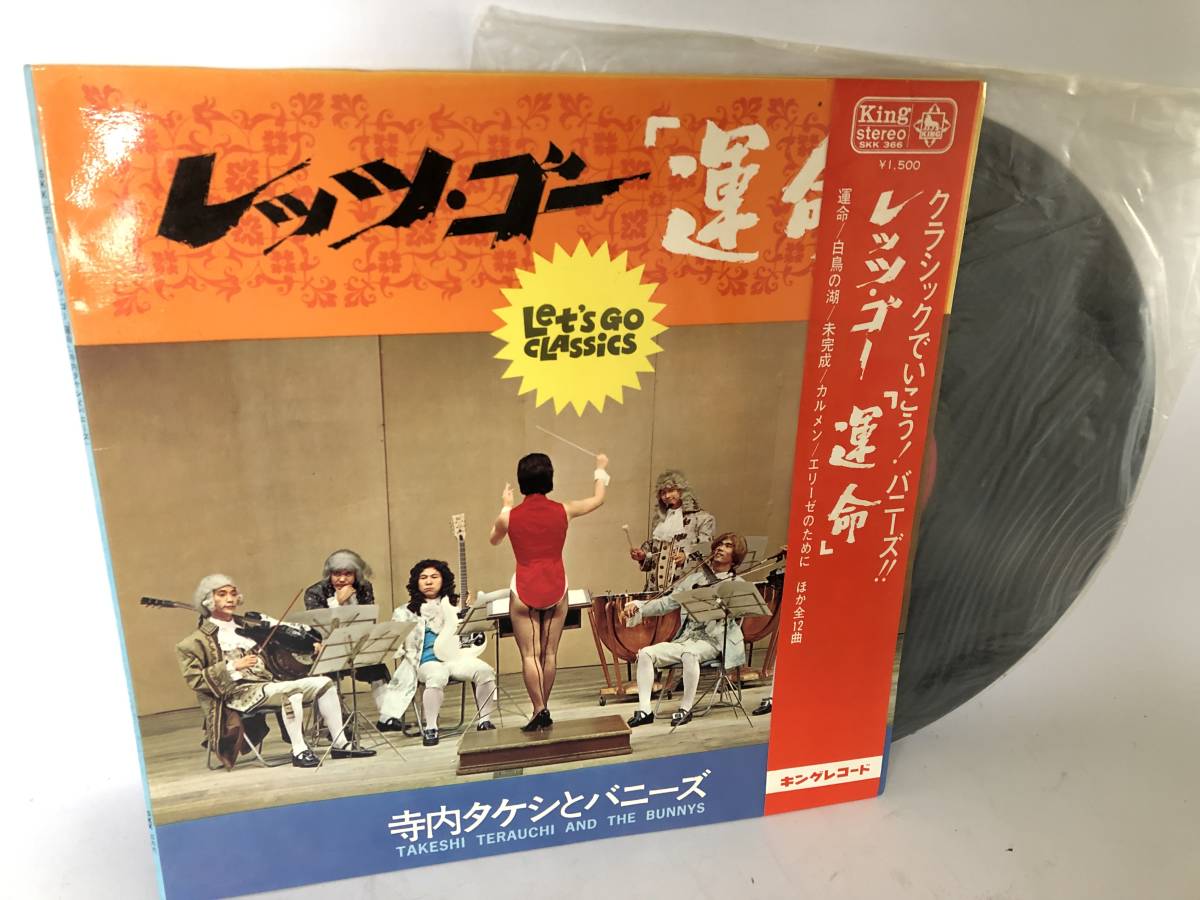 レッツ・ゴー「運命
Let's GO
CLASSICS
寺内タケシとバニーズ
TAKESHI TERAUCHI AND THE BUNNYS
King
stereo
SKK 366
KING
¥1,500
クラシックでいこう!バニーズ!!
レッツ・ゴー「運命」
運命/白鳥の湖/未完成/カルメン/エリーゼのために ほか全12曲
キングレコード